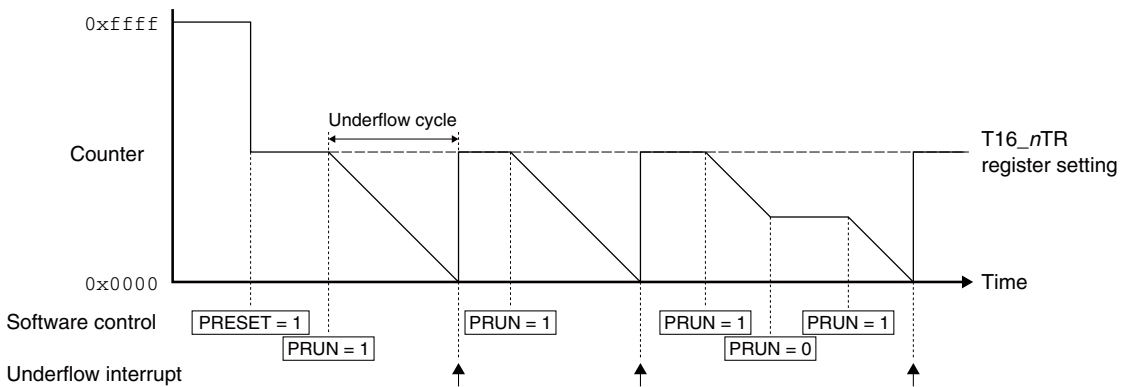 0xffff
Underflow cycle
Counter
T16_nTR
register setting
0x0000
Time
Software control
PRESET = 1
PRUN = 1
PRUN = 1
PRUN = 1
PRUN = 1
PRUN = 0
Underflow interrupt